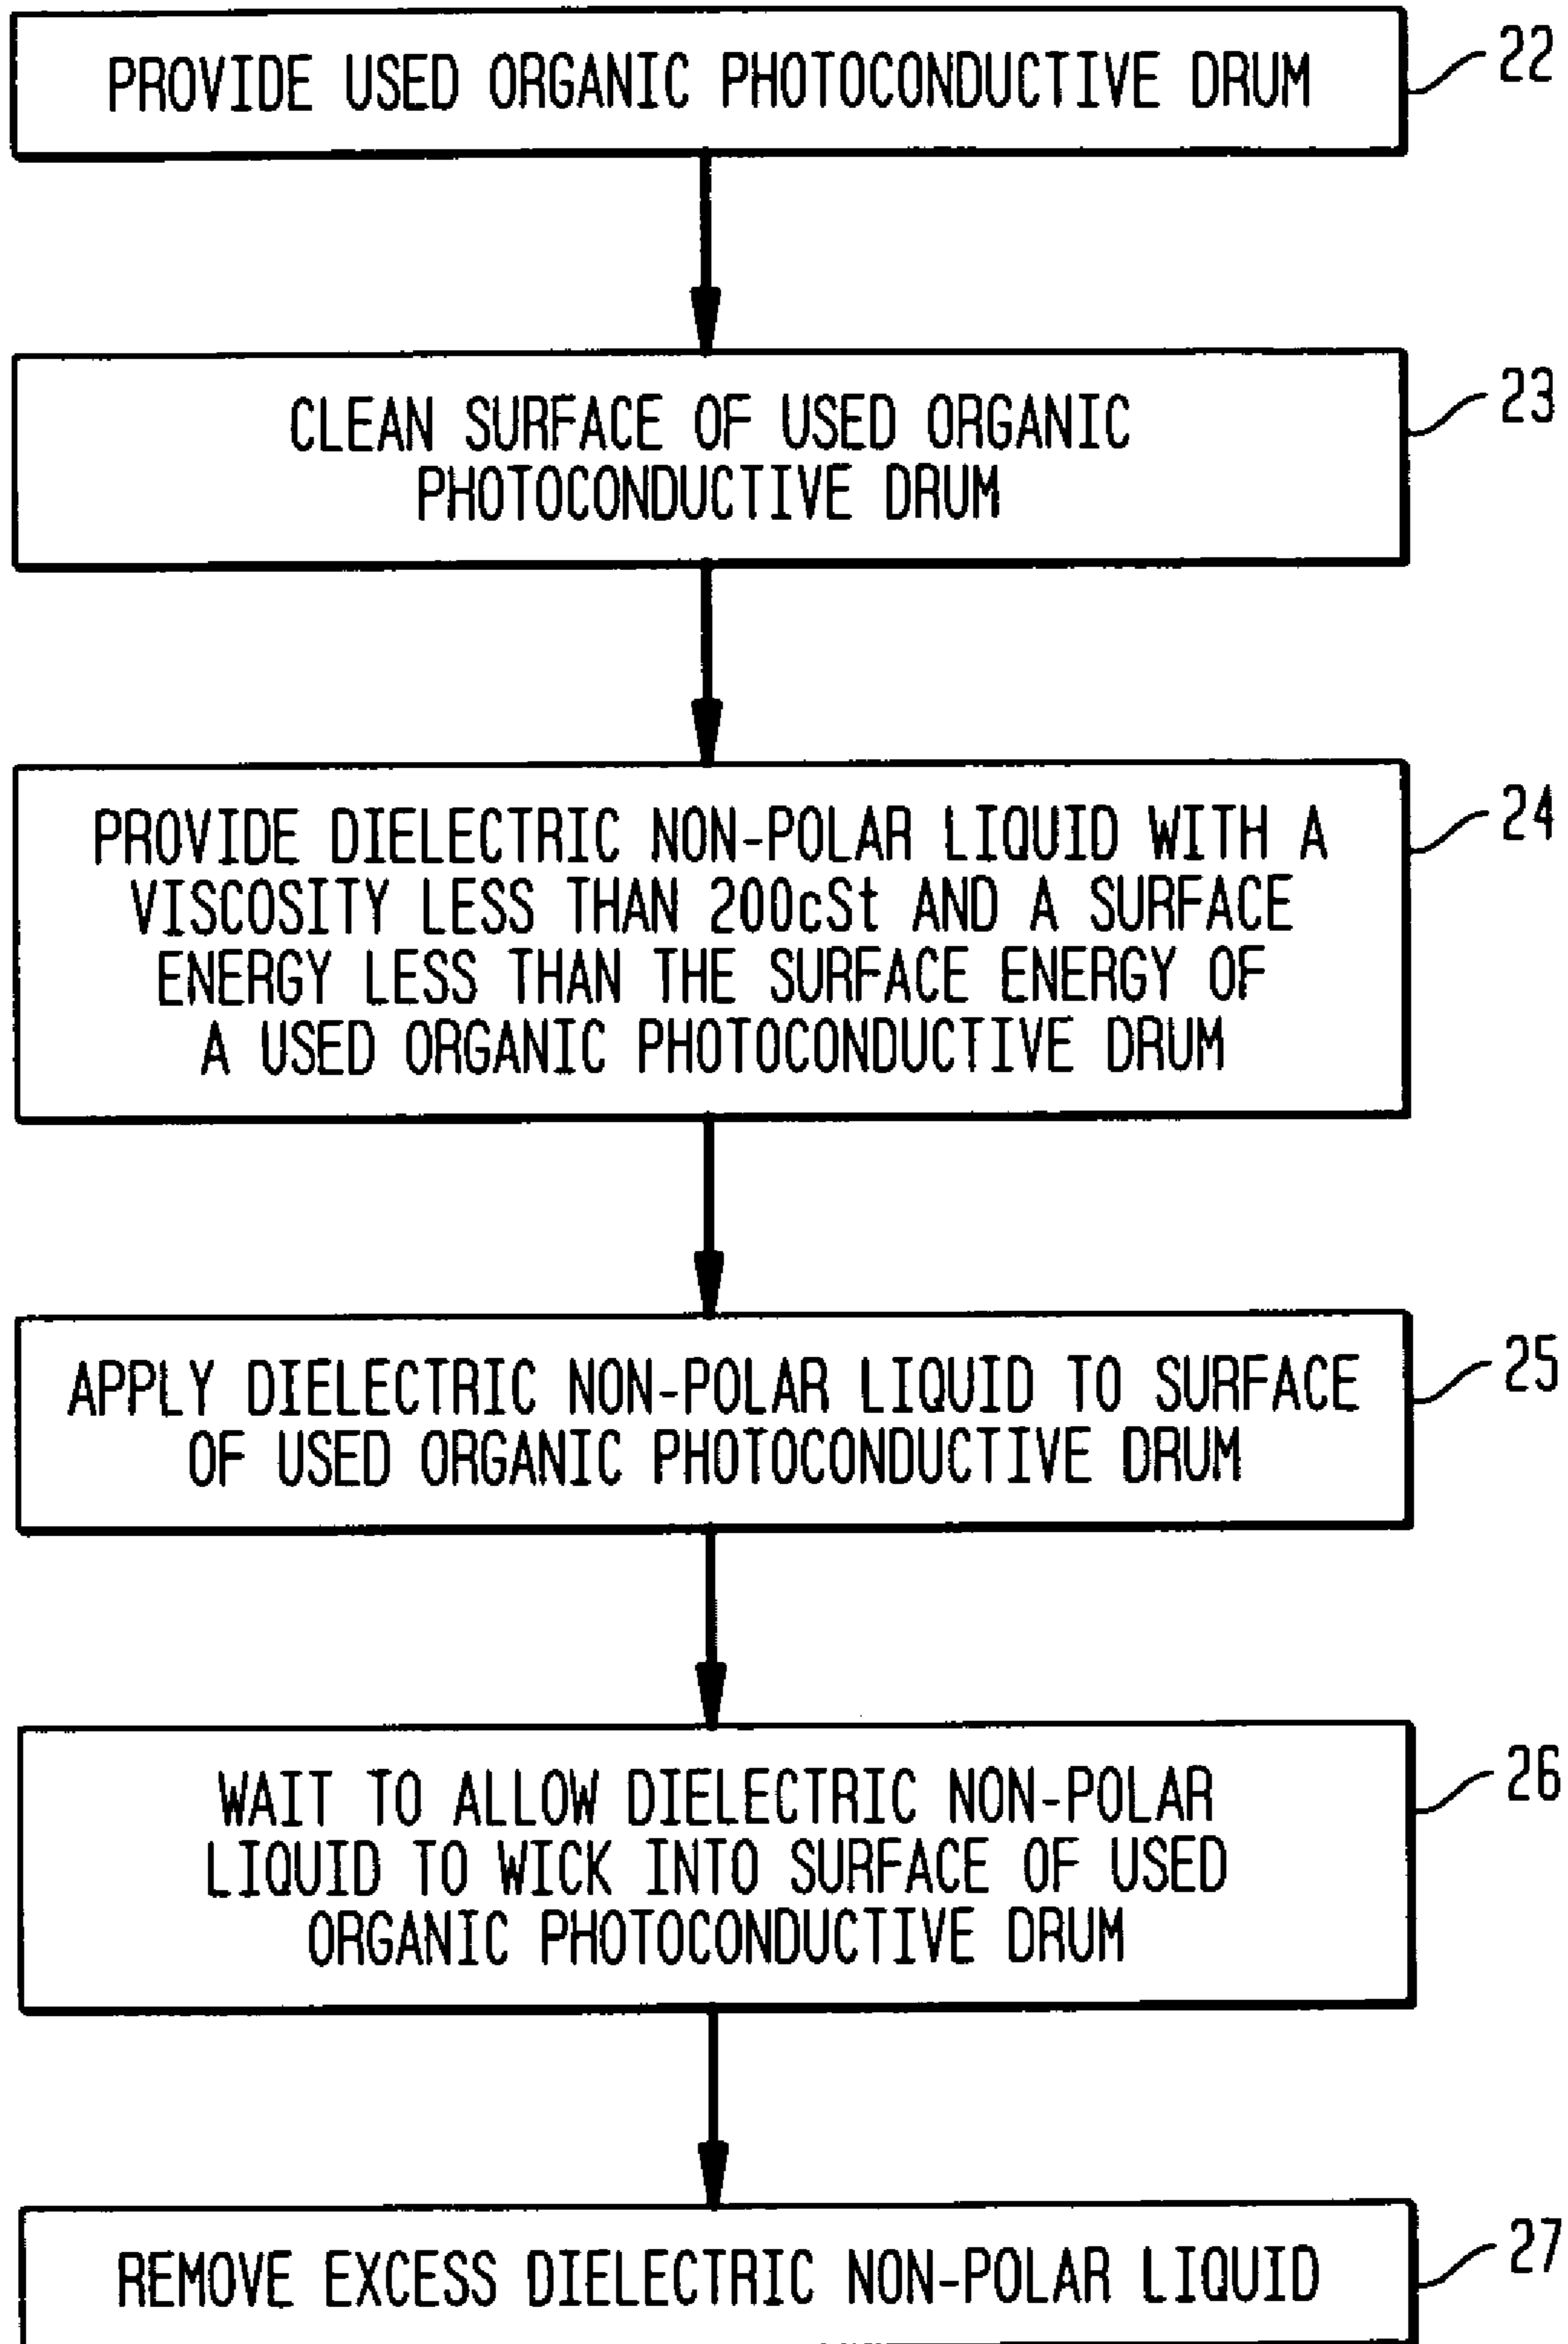 PROVIDE USED ORGANIC PHOTOCONDUCTIVE DRUM
22
CLEAN SURFACE OF USED ORGANIC
PHOTOCONDUCTIVE DRUM
23
PROVIDE DIELECTRIC NON-POLAR LIQUID WITH A
VISCOSITY LESS THAN 200cSt AND A SURFACE
ENERGY LESS THAN THE SURFACE ENERGY OF
A USED ORGANIC PHOTOCONDUCTIVE DRUM
24
APPLY DIELECTRIC NON-POLAR LIQUID TO SURFACE
OF USED ORGANIC PHOTOCONDUCTIVE DRUM
25
WAIT TO ALLOW DIELECTRIC NON-POLAR
LIQUID TO WICK INTO SURFACE OF USED
ORGANIC PHOTOCONDUCTIVE DRUM
26
REMOVE EXCESS DIELECTRIC NON-POLAR LIQUID
27